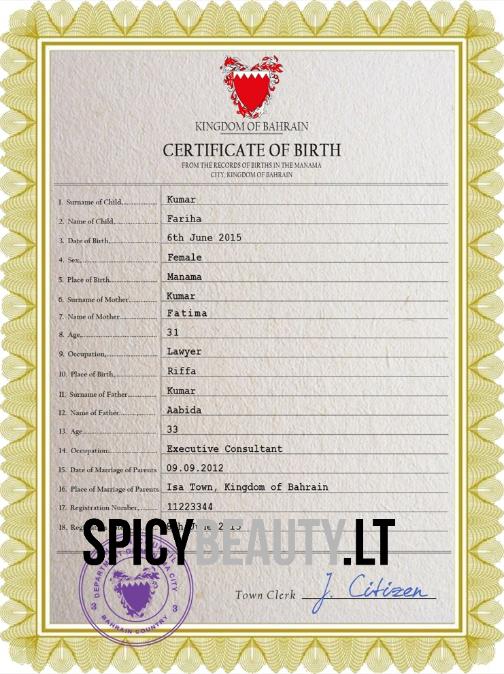 KINGDOM OF BAHRAIN
CERTIFICATE OF BIRTH
FROM THE RECORDS OF BIRTHS IN THE MANAMA
CITY, KINGDOM OF BAHRAIN
1. Surname of Child Kumar
2. Name of Child Fariha
3. Date of Birth 6th June 2015
4. Sex Female
5. Place of Birth Manama
6. Surname of Mother Kumar
7. Name of Mother Fatima
8. Age 31
9. Occupation Lawyer
10. Place of Birth Riffa
11. Surname of Father Kumar
12. Name of Father Aabida
13. Age 33
14. Occupation Executive Consultant
15. Date of Marriage of Parents 09.09.2012
16. Place of Marriage of Parents Isa Town, Kingdom of Bahrain
17. Registration Number 11223344
18.
SPICYBEAUTY.LT
Town Clerk J. Citizen
DEPARTMENT CITY
BAHRAIN COUNTRY